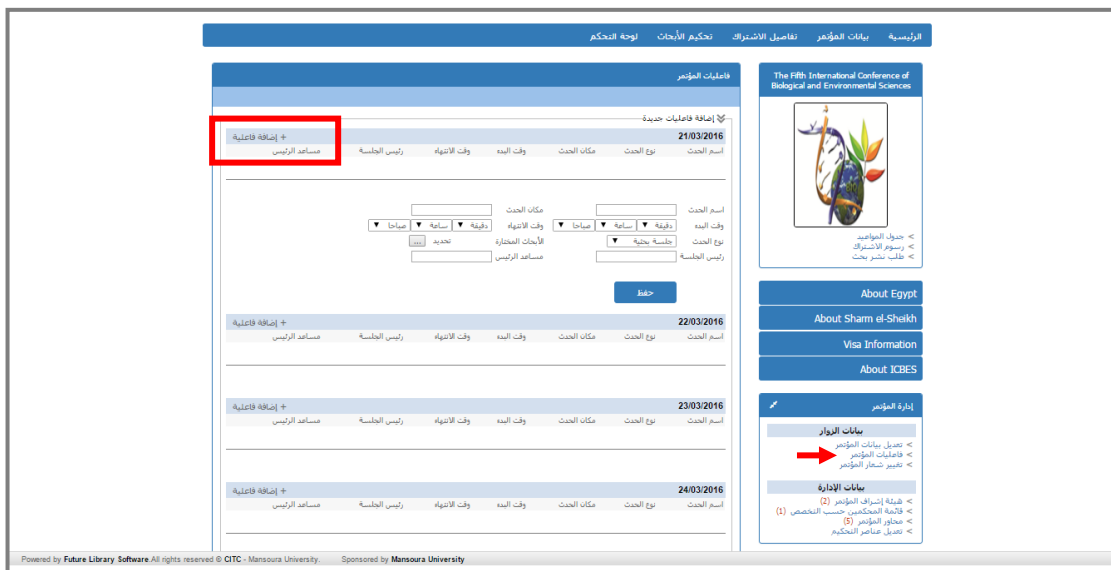 الرئيسية بيانات المؤتمر تفاصيل الاشتراك تحكيم الأبحاث لوحة التحكم
The Fifth International Conference of
Biological and Environmental Sciences
> جدول المواعيد
> رسوم الاشتراك
> طلب نشر بحث
About Egypt
About Sharm el-Sheikh
Visa Information
About ICBES
إدارة المؤتمر
بيانات الزوار
> تعديل بيانات المؤتمر
> فاعليات المؤتمر
> تغيير شعار المؤتمر
بيانات الإدارة
> هيئة إشراف المؤتمر (2)
> قائمة المحكمين حسب التخصص (1)
> محاور المؤتمر (5)
> تعديل عناصر التحكيم
فاعليات المؤتمر
إضافة فاعليات جديدة
21/03/2016 + إضافة فاعلية
اسم الحدث نوع الحدث مكان الحدث وقت البدء وقت الانتهاء رئيس الجلسة مساعد الرئيس
اسم الحدث مكان الحدث
وقت البدء دقيقة ساعة صباحا وقت الانتهاء دقيقة ساعة صباحا
نوع الحدث جلسة بحثية الأبحاث المختارة تحديد ...
رئيس الجلسة مساعد الرئيس
حفظ
22/03/2016 + إضافة فاعلية
اسم الحدث نوع الحدث مكان الحدث وقت البدء وقت الانتهاء رئيس الجلسة مساعد الرئيس
23/03/2016 + إضافة فاعلية
اسم الحدث نوع الحدث مكان الحدث وقت البدء وقت الانتهاء رئيس الجلسة مساعد الرئيس
24/03/2016 + إضافة فاعلية
اسم الحدث نوع الحدث مكان الحدث وقت البدء وقت الانتهاء رئيس الجلسة مساعد الرئيس
Powered by Future Library Software.All rights reserved © CITC - Mansoura University. Sponsored by Mansoura University